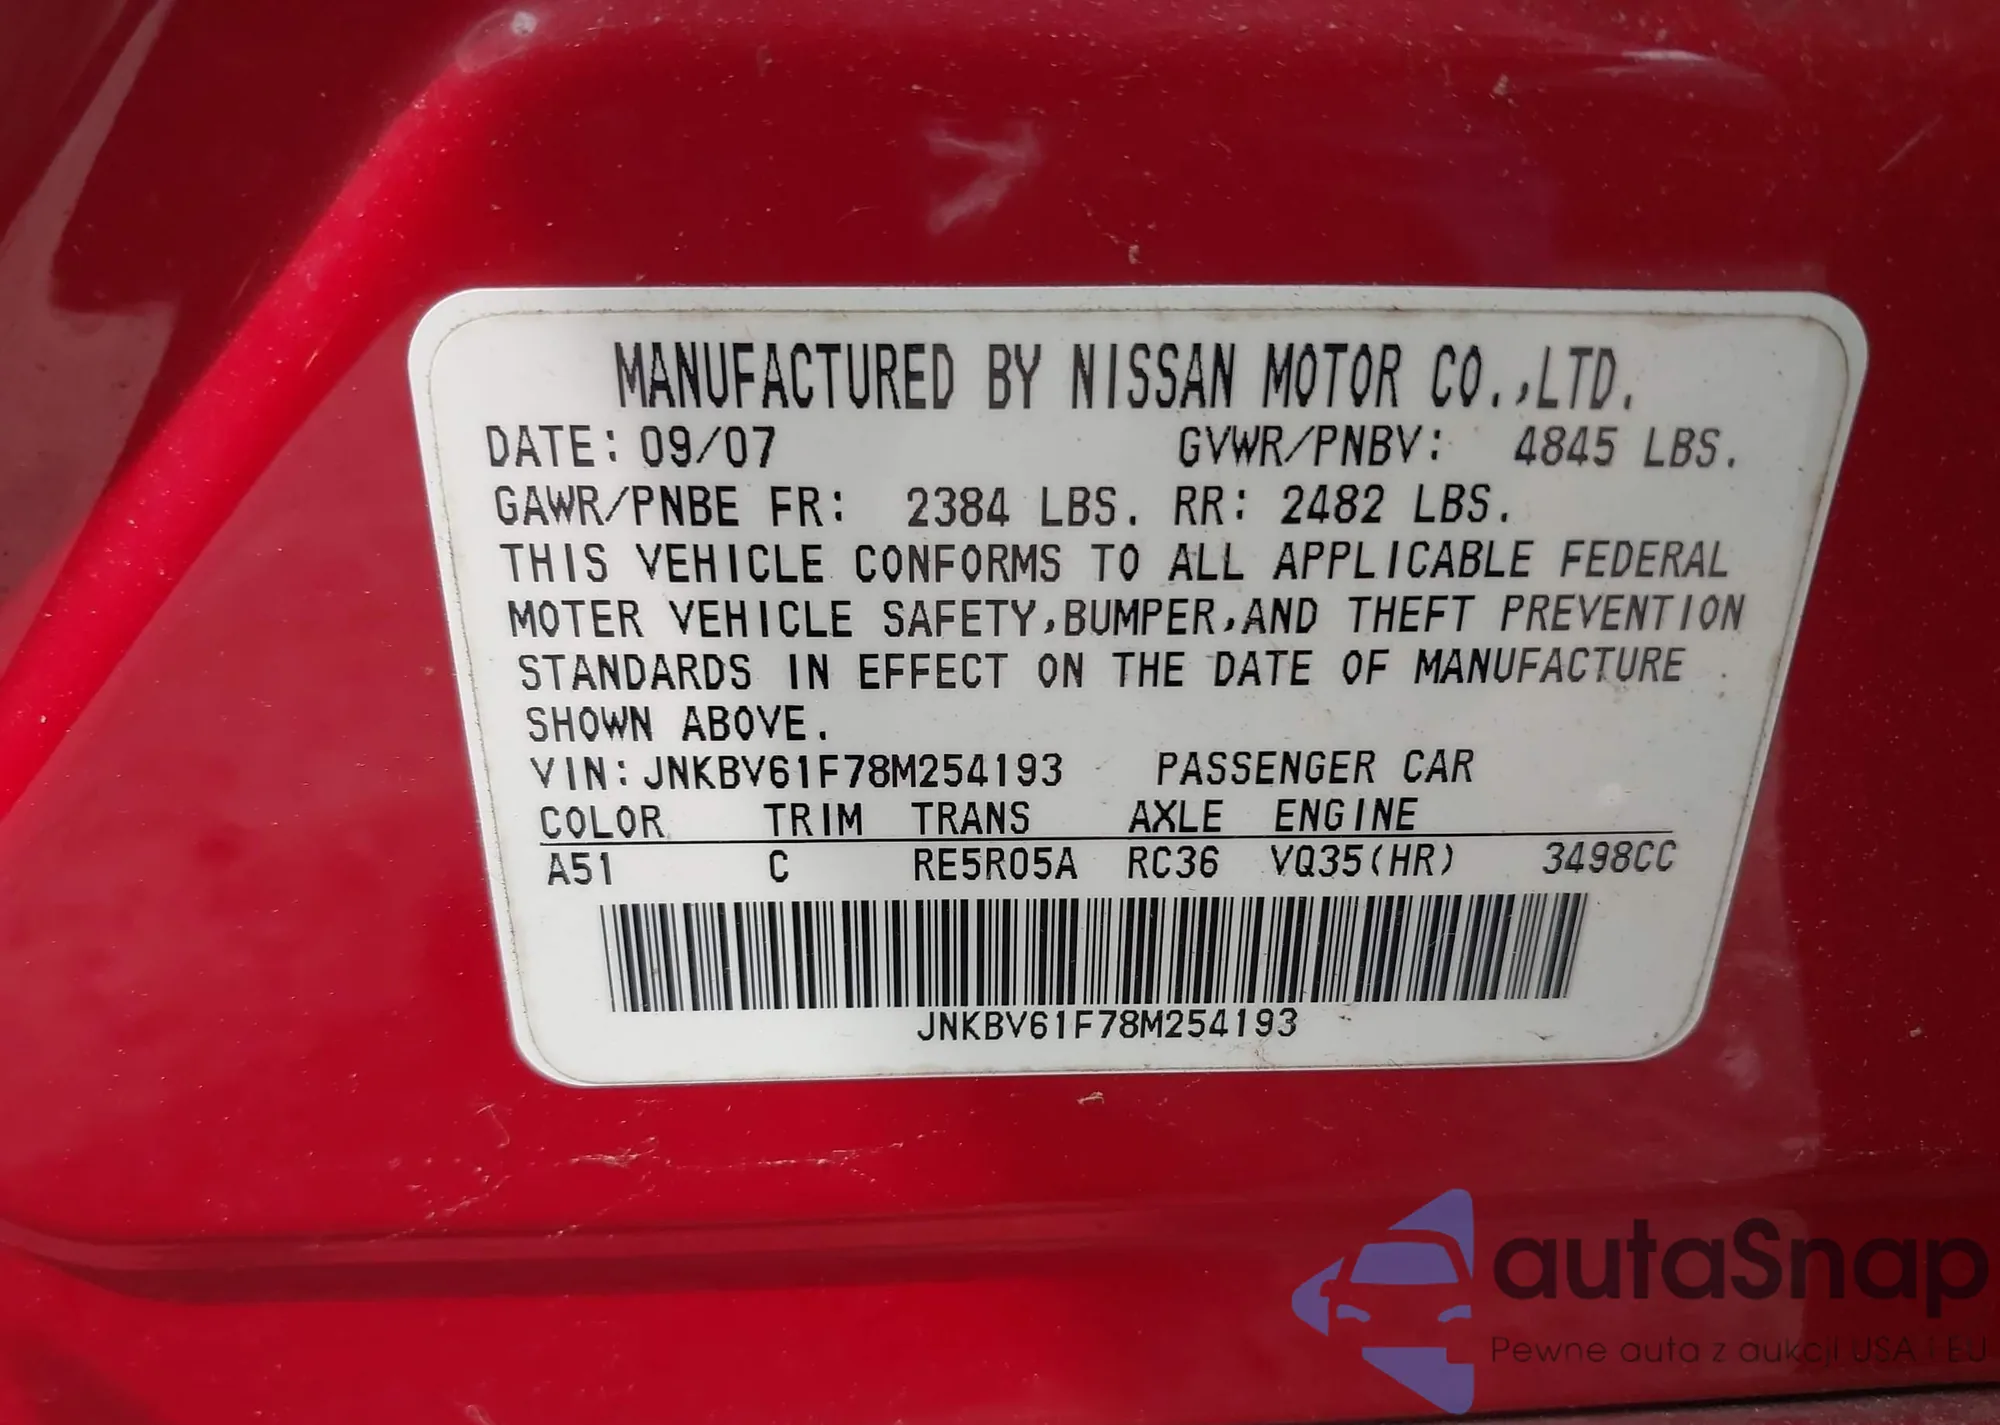 MANUFACTURED BY NISSAN MOTOR CO.,LTD.
DATE: 09/07 GVWR/PNBV: 4845 LBS.
GAWR/PNBE FR: 2384 LBS. RR: 2482 LBS.
THIS VEHICLE CONFORMS TO ALL APPLICABLE FEDERAL
MOTER VEHICLE SAFETY,BUMPER,AND THEFT PREVENTION
STANDARDS IN EFFECT ON THE DATE OF MANUFACTURE
SHOWN ABOVE.
VIN:JNKBV61F78M254193 PASSENGER CAR
COLOR TRIM TRANS AXLE ENGINE
A51 C RE5R05A RC36 VQ35(HR) 3498CC
JNKBV61F78M254193
autaSnap
Pewne auta z aukcji USA i EU